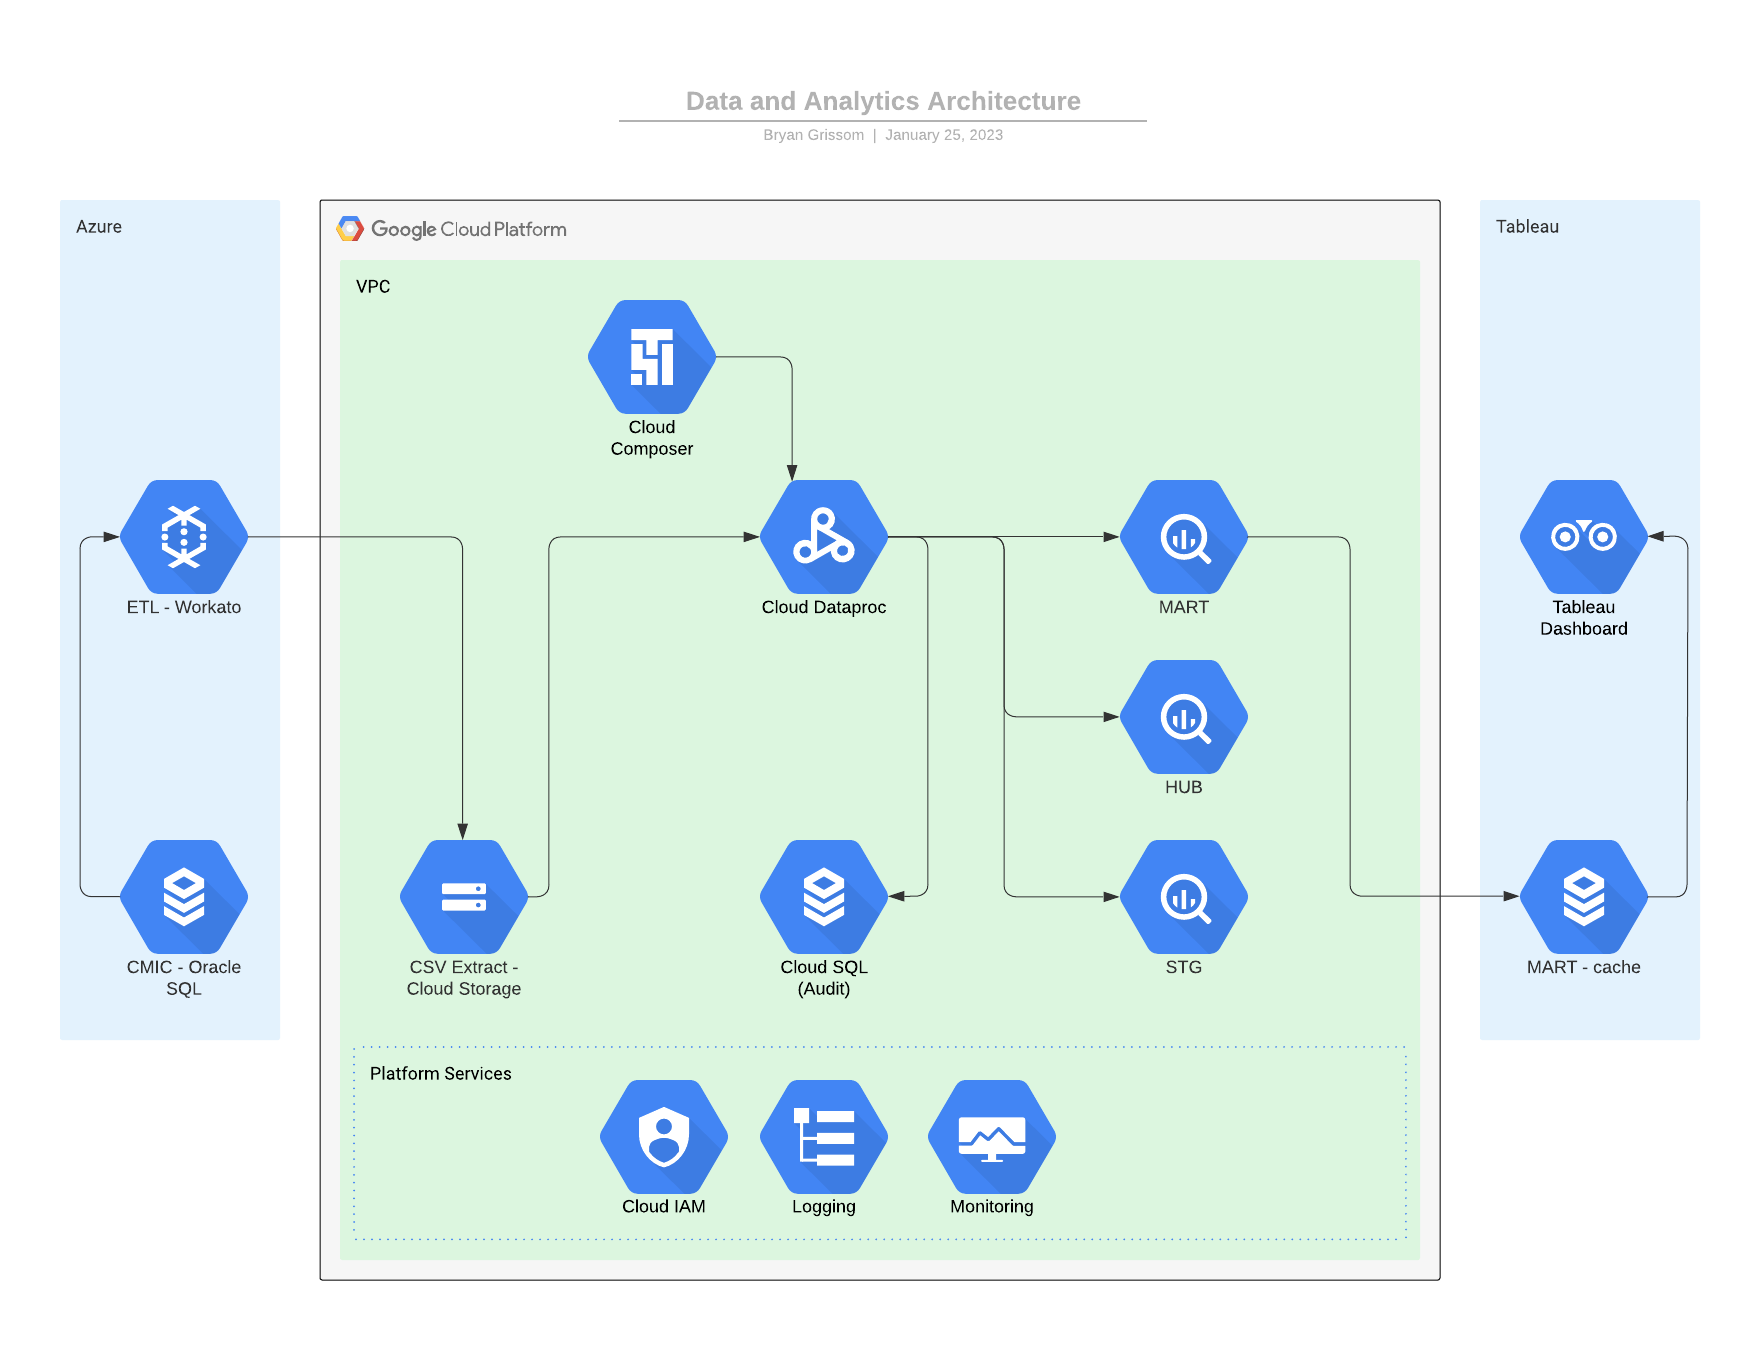 Data and Analytics Architecture
Bryan Grissom | January 25, 2023
Azure
Google Cloud Platform
Tableau
VPC
Cloud
Composer
ETL - Workato
Cloud Dataproc
MART
Tableau
Dashboard
HUB
CMIC - Oracle
SQL
CSV Extract -
Cloud Storage
Cloud SQL
(Audit)
STG
MART - cache
Platform Services
Cloud IAM
Logging
Monitoring